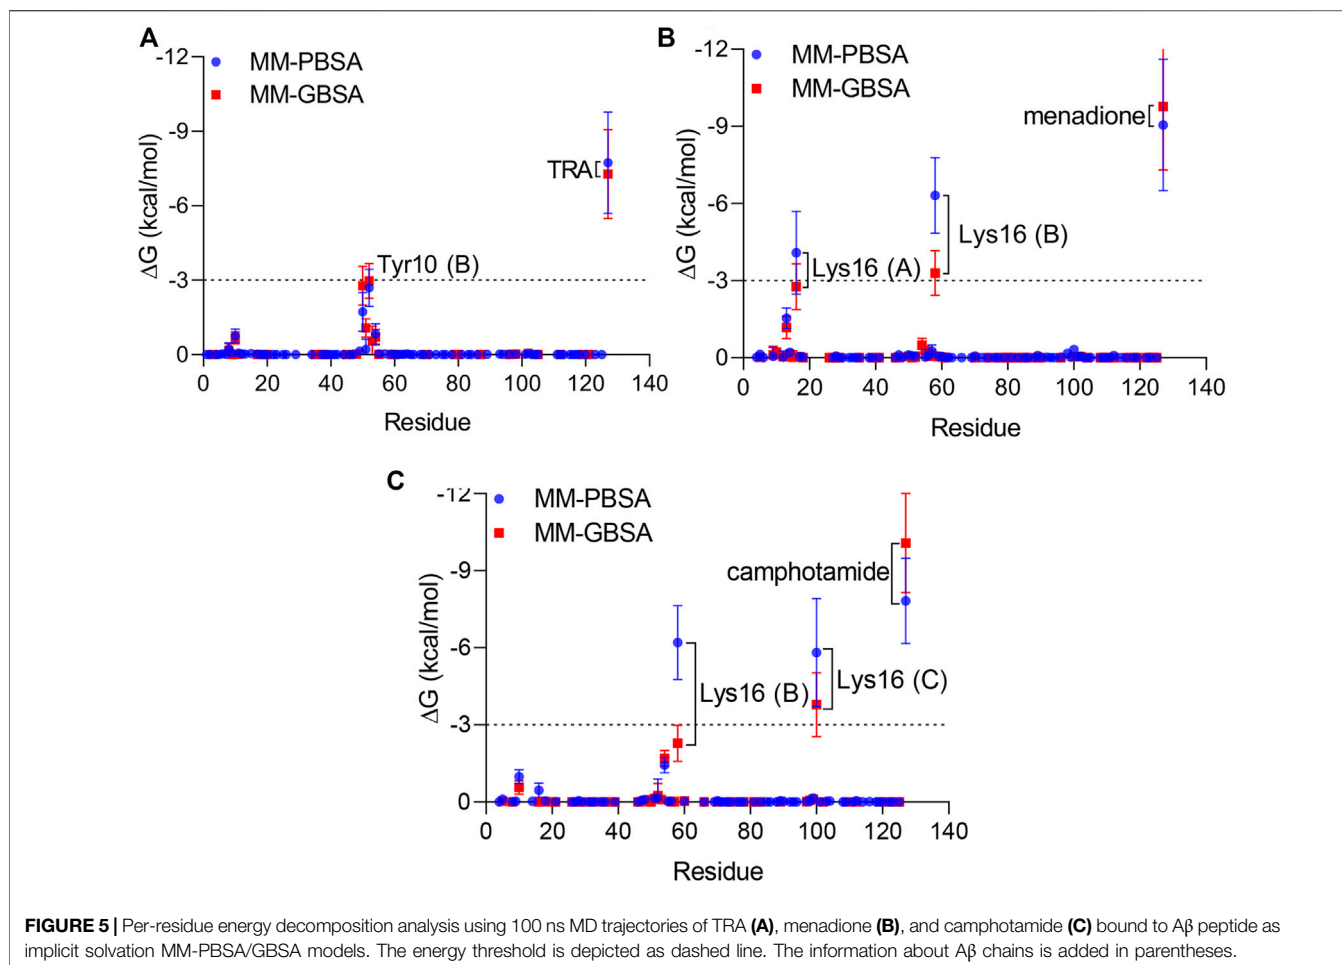 A
-12
MM-PBSA
MM-GBSA
-9
-6
-3
0
ΔG (kcal/mol)
TRA
Tyr10 (B)
0 20 40 60 80 100 120 140
Residue
B
-12
MM-PBSA
MM-GBSA
-9
-6
-3
0
ΔG (kcal/mol)
menadione
Lys16 (B)
Lys16 (A)
0 20 40 60 80 100 120 140
Residue
C
-12
MM-PBSA
MM-GBSA
-9
-6
-3
0
ΔG (kcal/mol)
camphotamide
Lys16 (B)
Lys16 (C)
0 20 40 60 80 100 120 140
Residue
FIGURE 5 | Per-residue energy decomposition analysis using 100 ns MD trajectories of TRA (A), menadione (B), and camphotamide (C) bound to Aβ peptide as
implicit solvation MM-PBSA/GBSA models. The energy threshold is depicted as dashed line. The information about Aβ chains is added in parentheses.